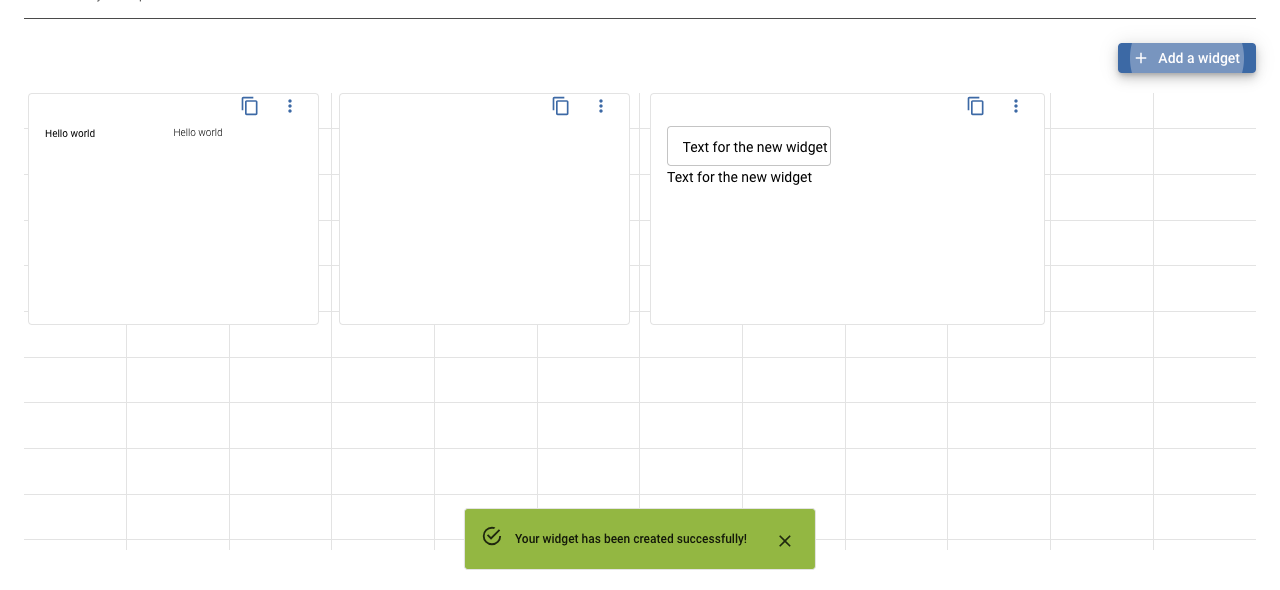 Add a widget
Hello world
Hello world
Text for the new widget
Text for the new widget
Your widget has been created successfully!